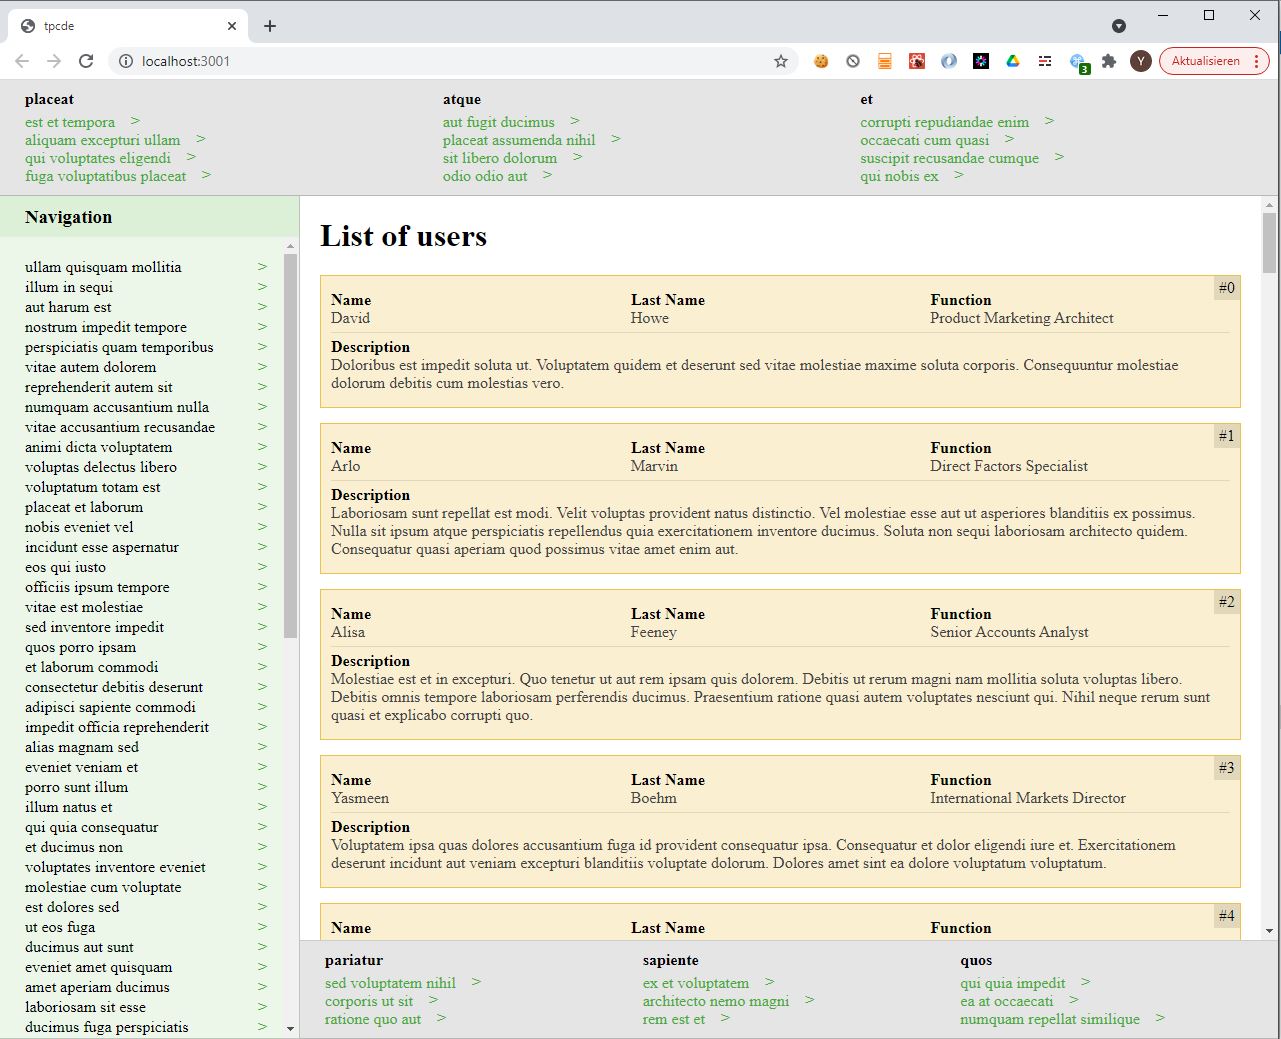 tpcde
localhost:3001
3
Y
Aktualisieren
placeat
est et tempora >
aliquam excepturi ullam >
qui voluptates eligendi >
fuga voluptatibus placeat >
atque
aut fugit ducimus >
placeat assumenda nihil >
sit libero dolorum >
odio odio aut >
et
corrupti repudiandae enim >
occaecati cum quasi >
suscipit recusandae cumque >
qui nobis ex >
Navigation
ullam quisquam mollitia >
illum in sequi >
aut harum est >
nostrum impedit tempore >
perspiciatis quam temporibus >
vitae autem dolorem >
reprehenderit autem sit >
numquam accusantium nulla >
vitae accusantium recusandae >
animi dicta voluptatem >
voluptas delectus libero >
voluptatum totam est >
placeat et laborum >
nobis eveniet vel >
incidunt esse aspernatur >
eos qui iusto >
officiis ipsum tempore >
vitae est molestiae >
sed inventore impedit >
quos porro ipsam >
et laborum commodi >
consectetur debitis deserunt >
adipisci sapiente commodi >
impedit officia reprehenderit >
alias magnam sed >
eveniet veniam et >
porro sunt illum >
illum natus et >
qui quia consequatur >
et ducimus non >
voluptates inventore eveniet >
molestiae cum voluptate >
est dolores sed >
ut eos fuga >
ducimus aut sunt >
eveniet amet quisquam >
amet aperiam ducimus >
laboriosam sit esse >
ducimus fuga perspiciatis >
List of users
#0
Name Last Name Function
David Howe Product Marketing Architect
Description
Doloribus est impedit soluta ut. Voluptatem quidem et deserunt sed vitae molestiae maxime soluta corporis. Consequuntur molestiae
dolorum debitis cum molestias vero.
#1
Name Last Name Function
Arlo Marvin Direct Factors Specialist
Description
Laboriosam sunt repellat est modi. Velit voluptas provident natus distinctio. Vel molestiae esse aut ut asperiores blanditiis ex possimus.
Nulla sit ipsum atque perspiciatis repellendus quia exercitationem inventore ducimus. Soluta non sequi laboriosam architecto quidem.
Consequatur quasi aperiam quod possimus vitae amet enim aut.
#2
Name Last Name Function
Alisa Feeney Senior Accounts Analyst
Description
Molestiae est et in excepturi. Quo tenetur ut aut rem ipsam quis dolorem. Debitis ut rerum magni nam mollitia soluta voluptas libero.
Debitis omnis tempore laboriosam perferendis ducimus. Praesentium ratione quasi autem voluptates nesciunt qui. Nihil neque rerum sunt
quasi et explicabo corrupti quo.
#3
Name Last Name Function
Yasmeen Boehm International Markets Director
Description
Voluptatem ipsa quas dolores accusantium fuga id provident consequatur ipsa. Consequatur et dolor eligendi iure et. Exercitationem
deserunt incidunt aut veniam excepturi blanditiis voluptate dolorum. Dolores amet sint ea dolore voluptatum voluptatum.
#4
Name Last Name Function
pariatur
sed voluptatem nihil >
corporis ut sit >
ratione quo aut >
sapiente
ex et voluptatem >
architecto nemo magni >
rem est et >
quos
qui quia impedit >
ea at occaecati >
numquam repellat similique >